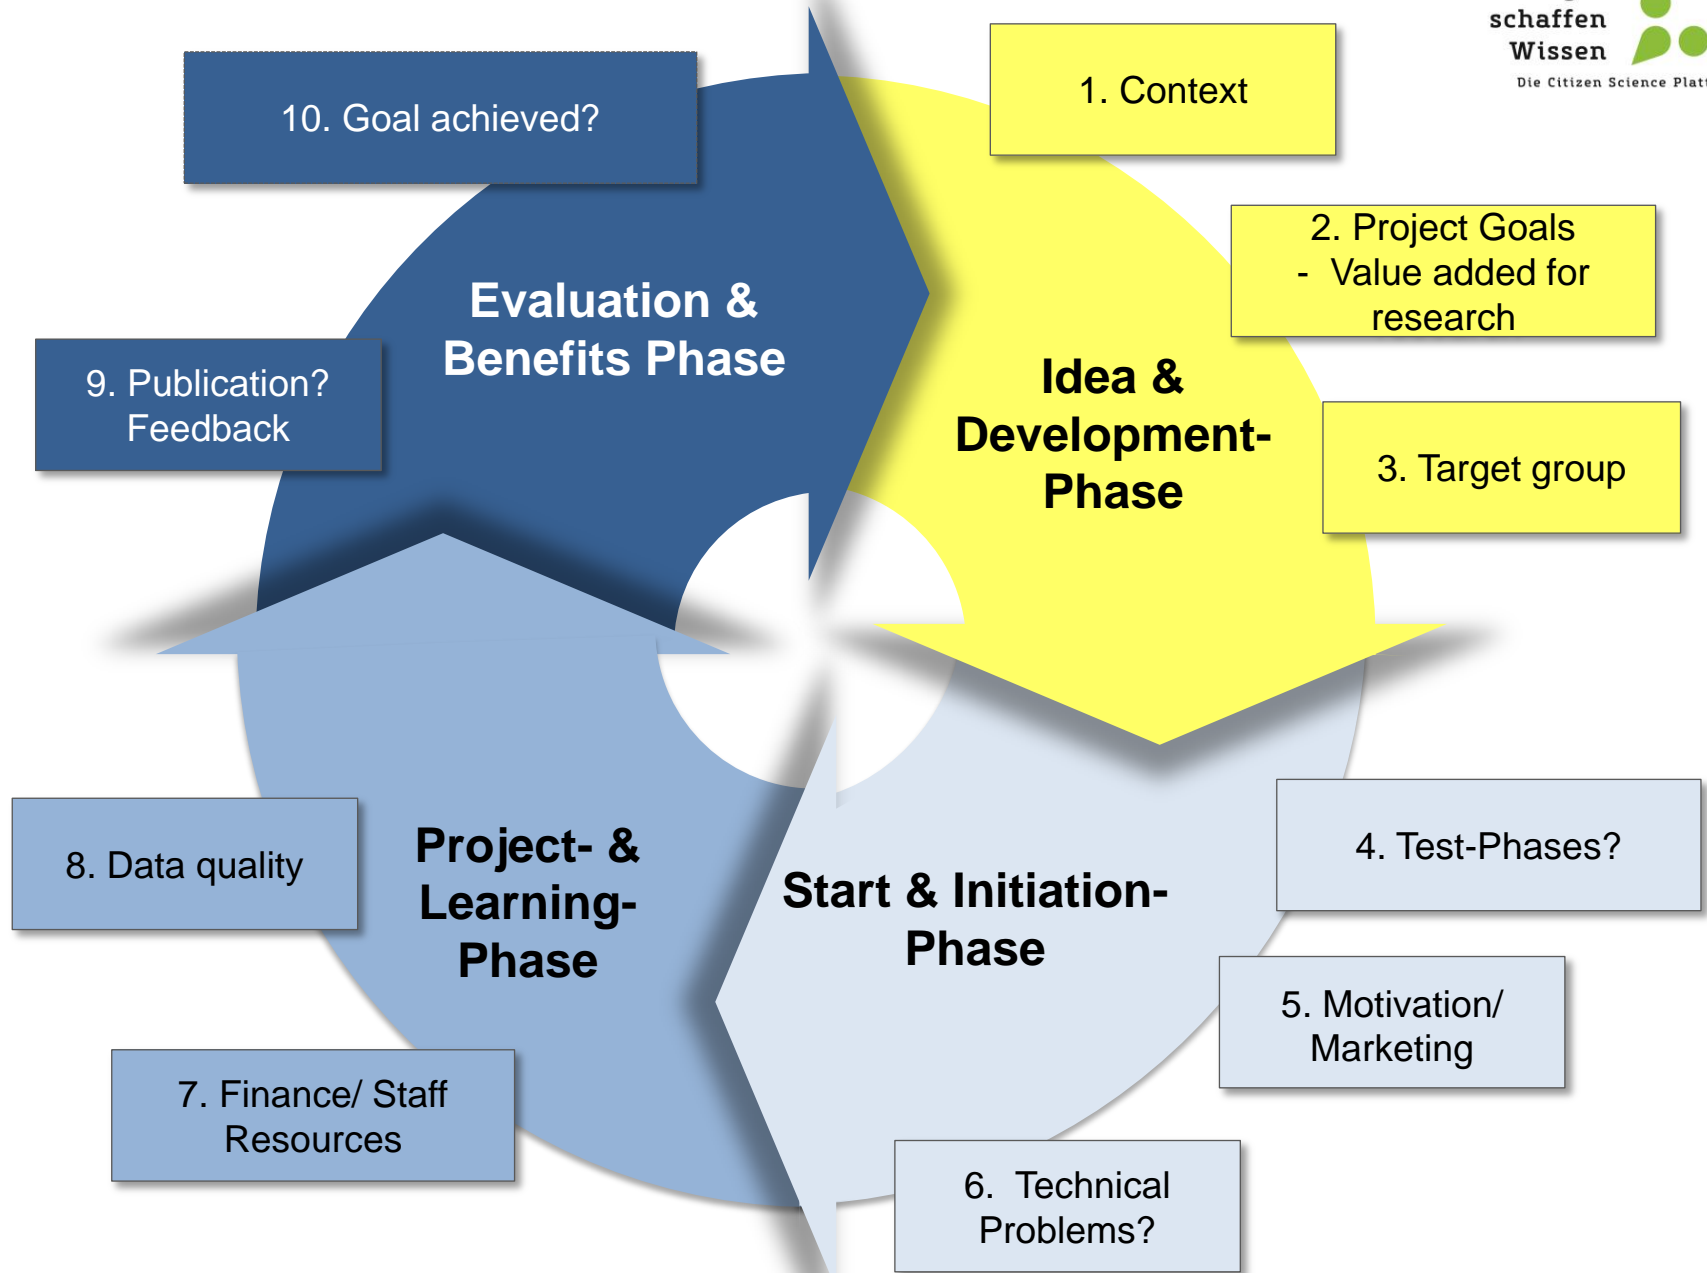 schaffen
Wissen
Die Citizen Science
1. Context
10. Goal achieved?
2. Project Goals
- Value added for
research
Evaluation &
Benefits Phase
Idea &
Development-
Phase
9. Publication?
Feedback
3. Target group
Project- &
Learning-
Phase
Start & Initiation-
Phase
8. Data quality
4. Test-Phases?
5. Motivation/
Marketing
7. Finance/ Staff
Resources
6. Technical
Problems?